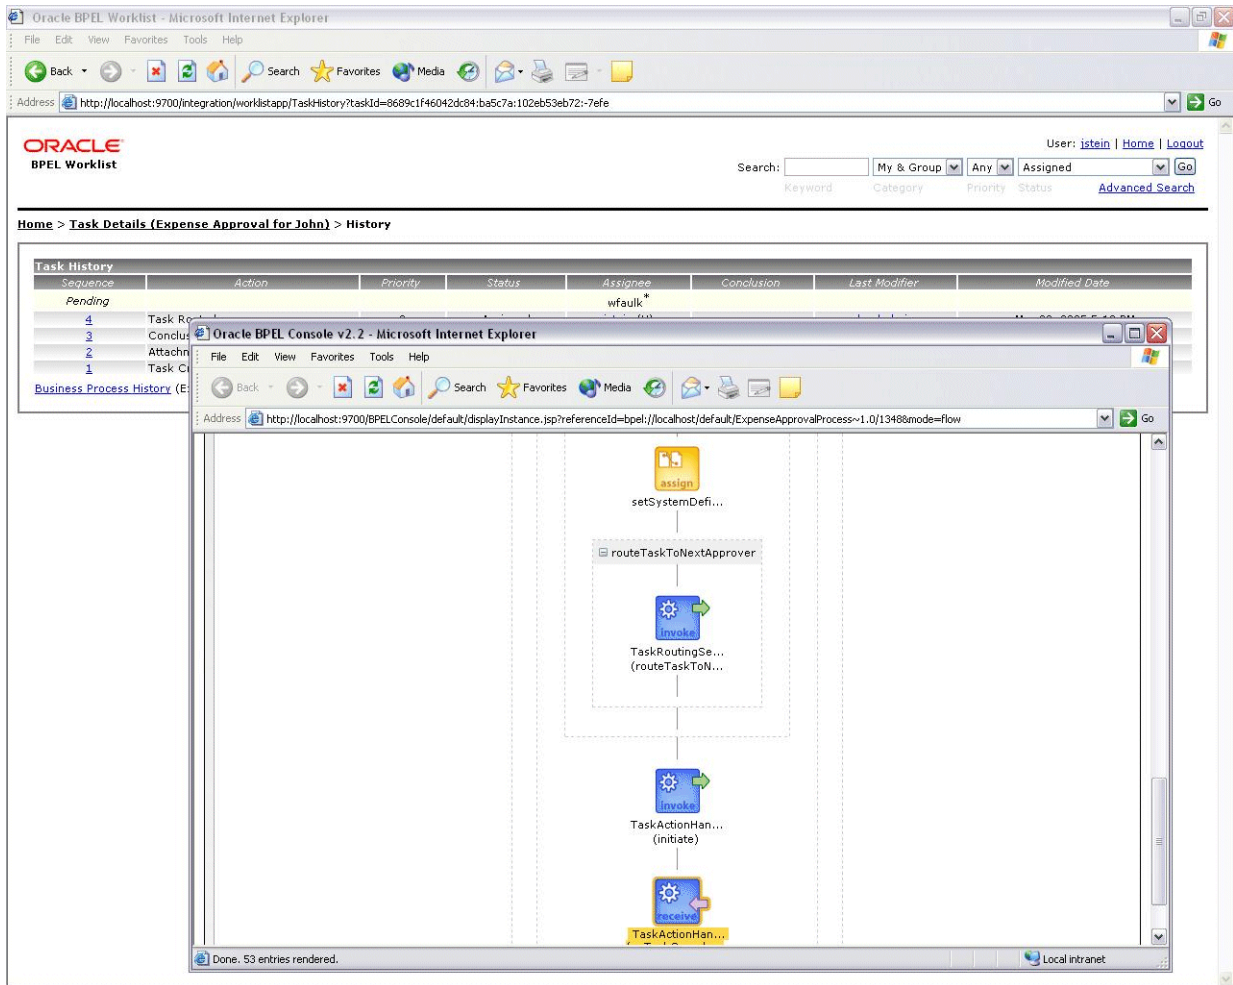 Oracle BPEL Worklist - Microsoft Internet Explorer
File Edit View Favorites Tools Help
Back Search Favorites Media
Address http://localhost:9700/integration/worklistapp/TaskHistory?taskId=8689c1f46042dc84:ba5c7a:102eb53eb72:-7efe Go
ORACLE
BPEL Worklist
User: jstein | Home | Logout
Search: My & Group Any Assigned Go
Keyword Category Priority Status Advanced Search
Home > Task Details (Expense Approval for John) > History
Task History
Sequence Action Priority Status Assignee Conclusion Last Modifier Modified Date
Pending wfaulk*
4 Task
3 Conclus
2 Attachm
1 Task
Business Process History
Oracle BPEL Console v2.2 - Microsoft Internet Explorer
File Edit View Favorites Tools Help
Back Search Favorites Media
Address http://localhost:9700/BPELConsole/default/displayInstance.jsp?referenceId=bpel://localhost/default/ExpenseApprovalProcess~1.0/1348&mode=flow Go
assign
setSystemDefi...
routeTaskToNextApprover
invoke
TaskRoutingSe...
(routeTaskToN...
invoke
TaskActionHan...
(initiate)
receive
TaskActionHan...
Done. 53 entries rendered. Local intranet